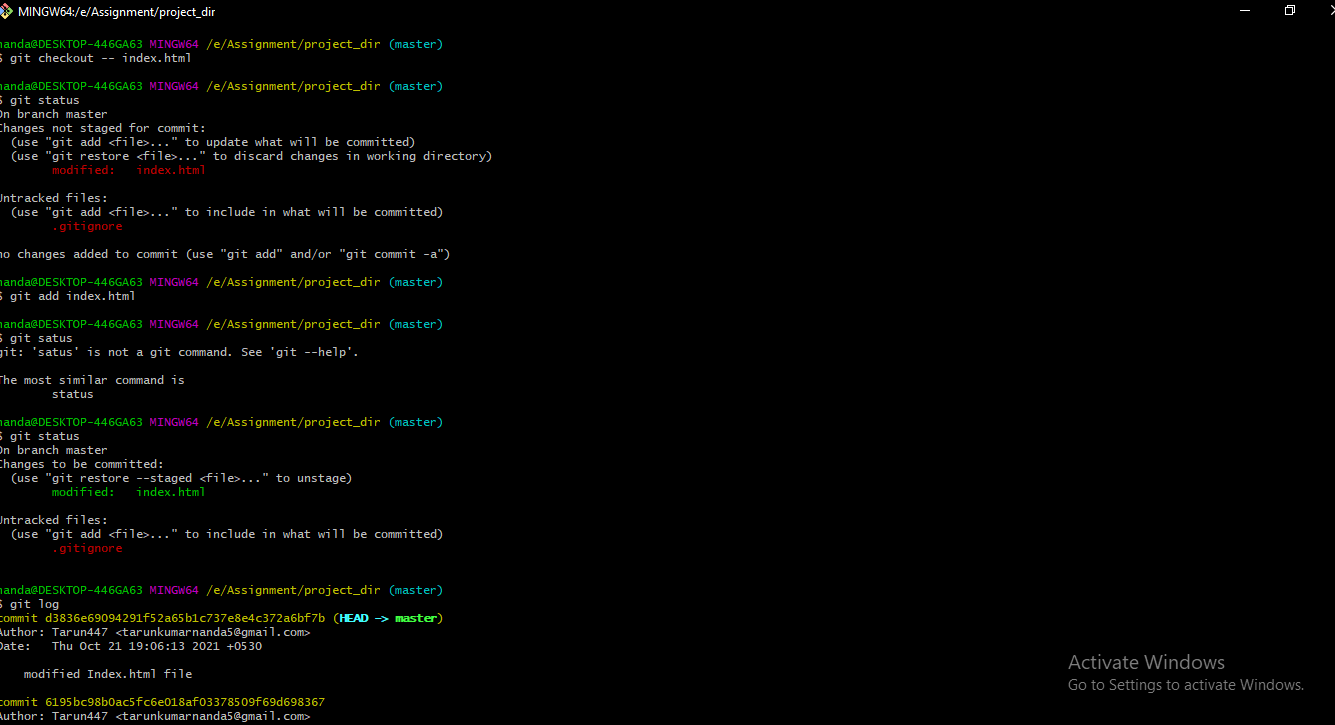 MINGW64:/e/Assignment/project_dir
nanda@DESKTOP-446GA63 MINGW64 /e/Assignment/project_dir (master)
$ git checkout -- index.html
nanda@DESKTOP-446GA63 MINGW64 /e/Assignment/project_dir (master)
$ git status
On branch master
Changes not staged for commit:
(use "git add <file>..." to update what will be committed)
(use "git restore <file>..." to discard changes in working directory)
modified: index.html
Untracked files:
(use "git add <file>..." to include in what will be committed)
.gitignore
no changes added to commit (use "git add" and/or "git commit -a")
nanda@DESKTOP-446GA63 MINGW64 /e/Assignment/project_dir (master)
$ git add index.html
nanda@DESKTOP-446GA63 MINGW64 /e/Assignment/project_dir (master)
$ git satus
git: 'satus' is not a git command. See 'git --help'.
The most similar command is
status
nanda@DESKTOP-446GA63 MINGW64 /e/Assignment/project_dir (master)
$ git status
On branch master
Changes to be committed:
(use "git restore --staged <file>..." to unstage)
modified: index.html
Untracked files:
(use "git add <file>..." to include in what will be committed)
.gitignore
nanda@DESKTOP-446GA63 MINGW64 /e/Assignment/project_dir (master)
$ git log
commit d3836e69094291f52a65b1c737e8e4c372a6bf7b (HEAD -> master)
Author: Tarun447 <tarunkumarnanda5@gmail.com>
Date: Thu Oct 21 19:06:13 2021 +0530
modified Index.html file
commit 6195bc98b0ac5fc6e018af03378509f69d698367
Author: Tarun447 <tarunkumarnanda5@gmail.com>
Activate Windows
Go to Settings to activate Windows.